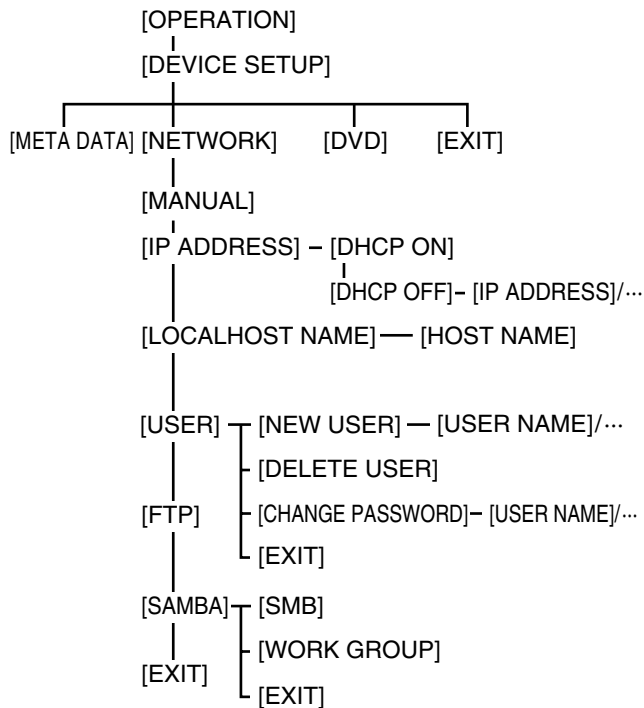 [OPERATION]
[DEVICE SETUP]
[META DATA] [NETWORK] [DVD] [EXIT]
[MANUAL]
[IP ADDRESS] – [DHCP ON]
[DHCP OFF] – [IP ADDRESS]/···
[LOCALHOST NAME] — [HOST NAME]
[USER] [NEW USER] — [USER NAME]/···
[DELETE USER]
[FTP] [CHANGE PASSWORD] – [USER NAME]/···
[EXIT]
[SAMBA] [SMB]
[WORK GROUP]
[EXIT]
[EXIT]